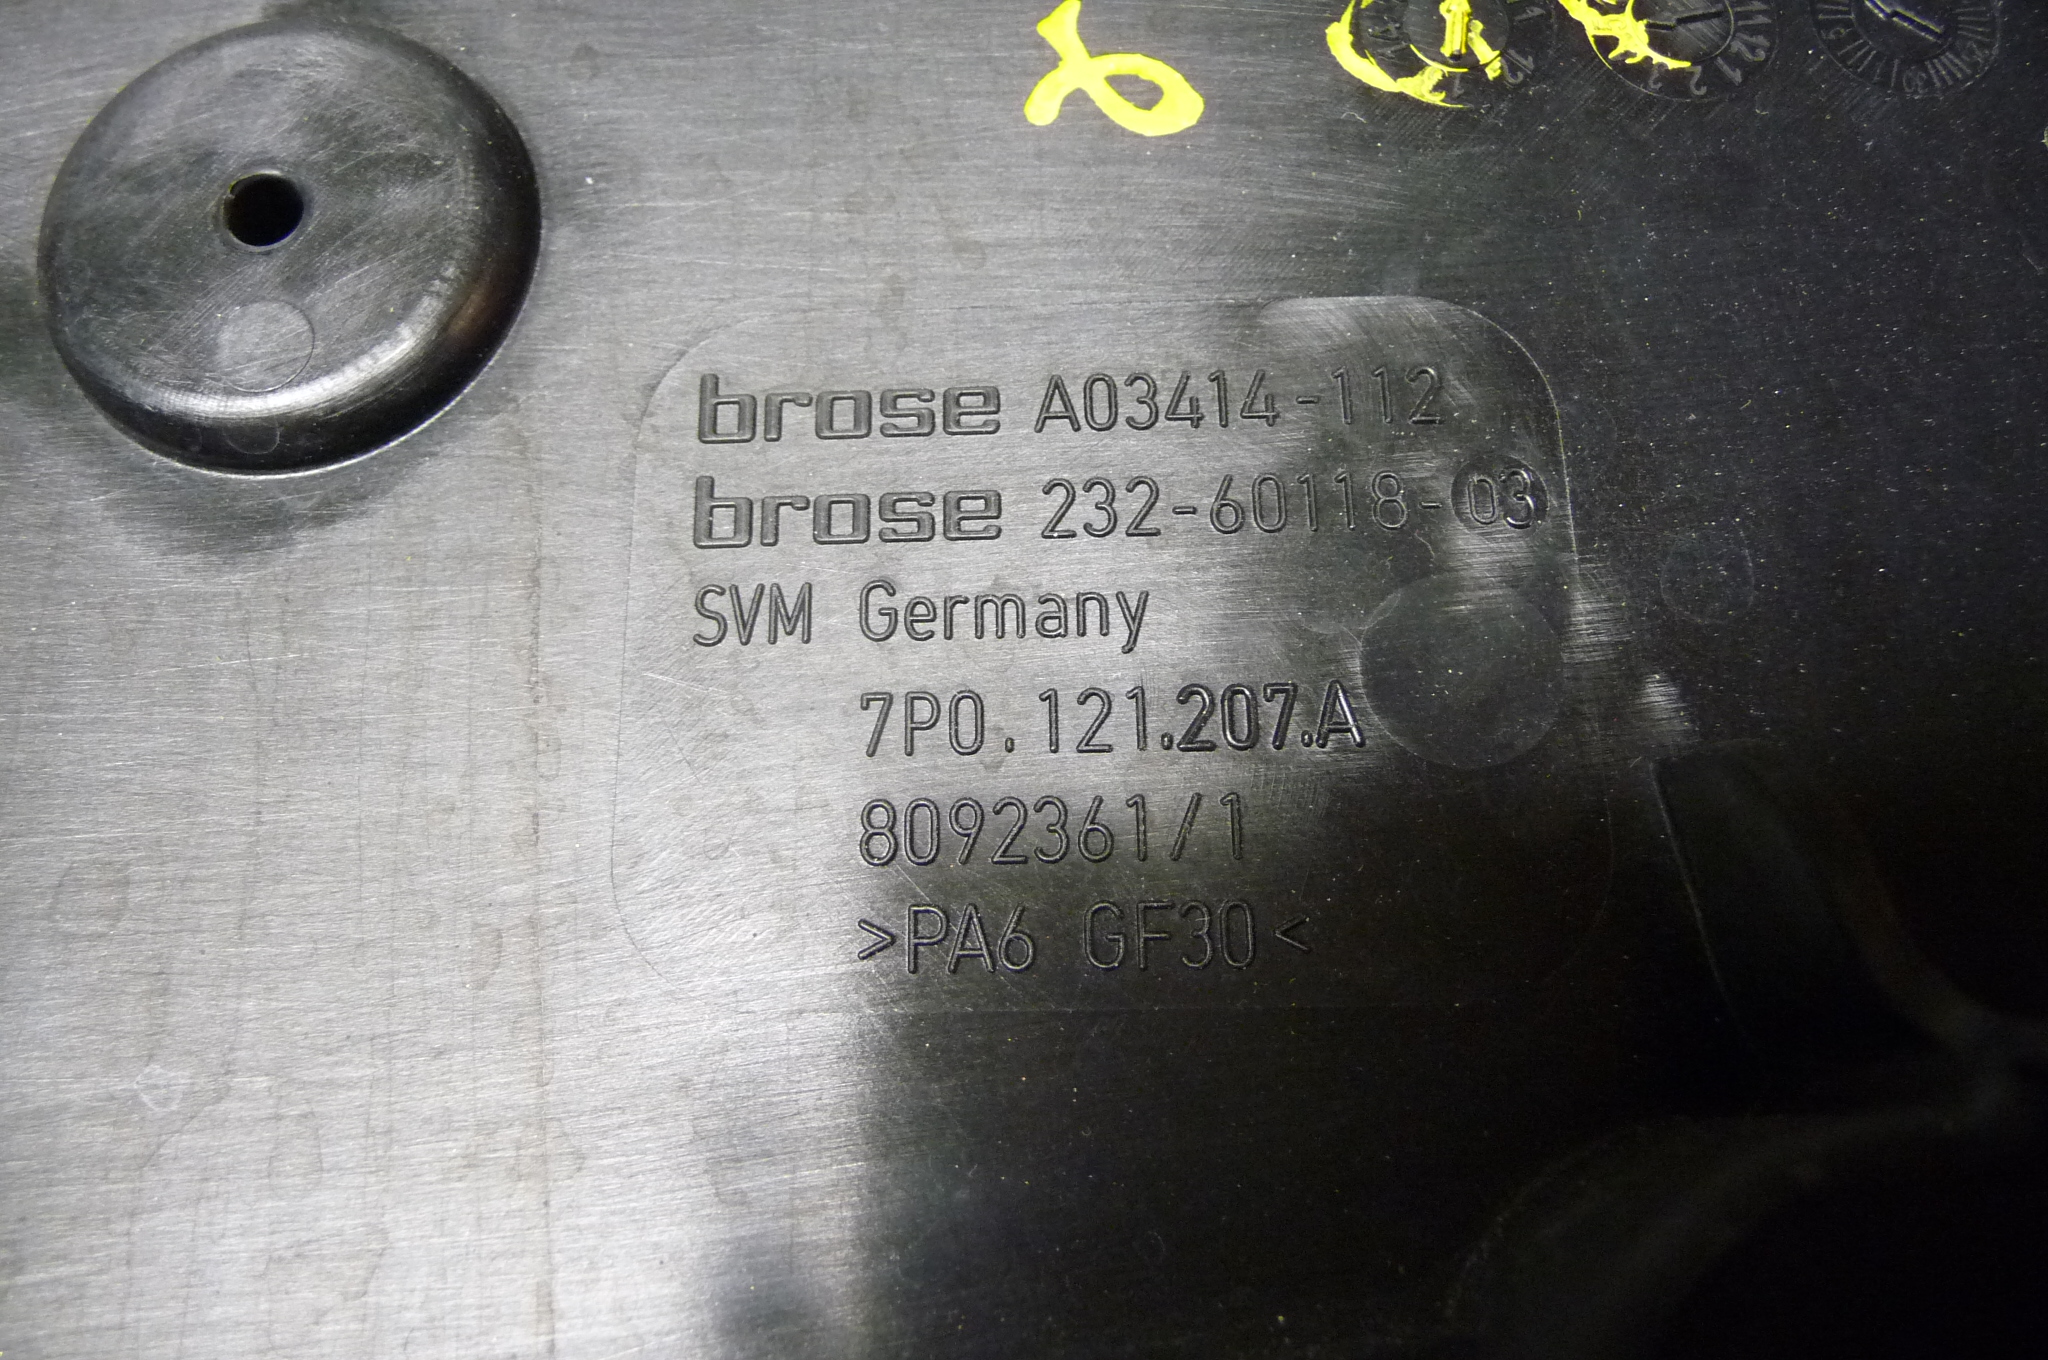 brose A03414-112
brose 232-60118-03
SVM Germany
7P0.121.207.A
8092361/1
>PA6 GF30<